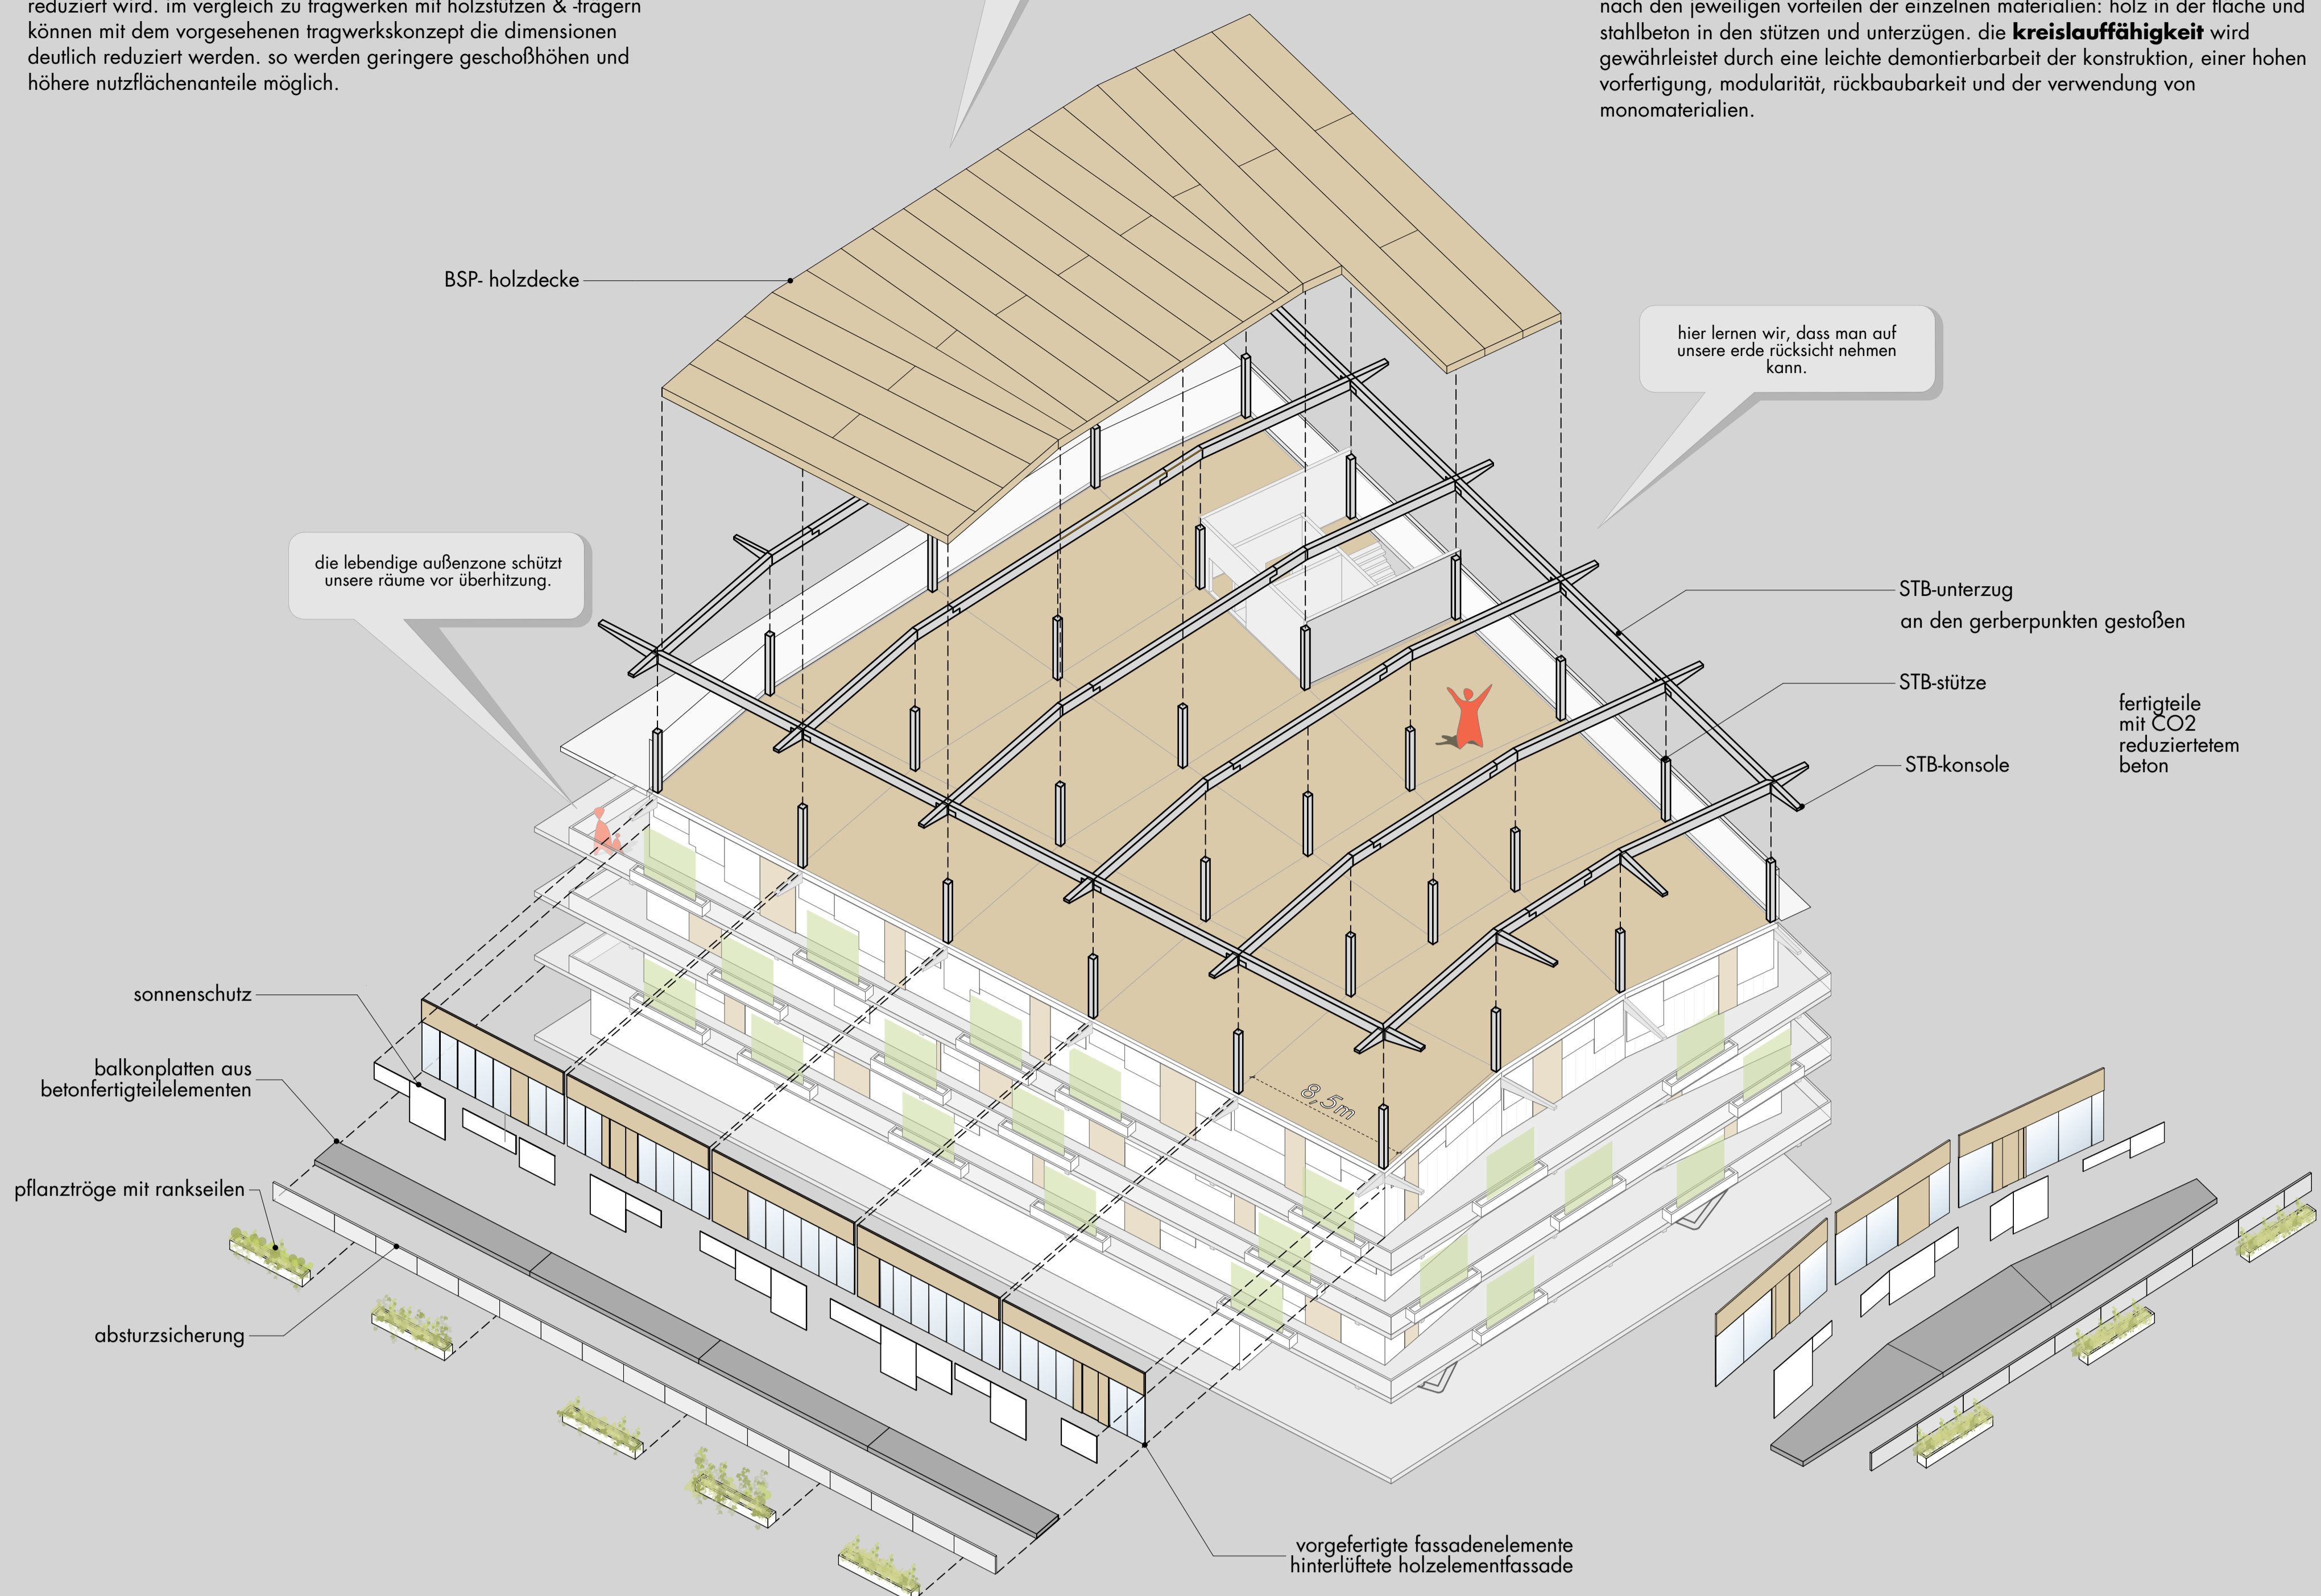 reduziert wird. im vergleich zu tragwerken mit holzstützen & -trägern
können mit dem vorgesehenen tragwerkskonzept die dimensionen
deutlich reduziert werden. so werden geringere geschoßhöhen und
höhere nutzflächenanteile möglich.
nach den jeweiligen vorteilen der einzelnen materialien: holz in der fläche und
stahlbeton in den stützen und unterzügen. die kreislauffähigkeit wird
gewährleistet durch eine leichte demontierbarbeit der konstruktion, einer hohen
vorfertigung, modularität, rückbaubarkeit und der verwendung von
monomaterialien.
BSP- holzdecke
hier lernen wir, dass man auf
unsere erde rücksicht nehmen
kann.
die lebendige außenzone schützt
unsere räume vor überhitzung.
STB-unterzug
an den gerberpunkten gestoßen
STB-stütze
fertigteile
mit CO2
reduziertetem
beton
STB-konsole
sonnenschutz
balkonplatten aus
betonfertigteilelementen
8,5m
pflanztröge mit rankseilen
absturzsicherung
vorgefertigte fassadenelemente
hinterlüftete holzelementfassade